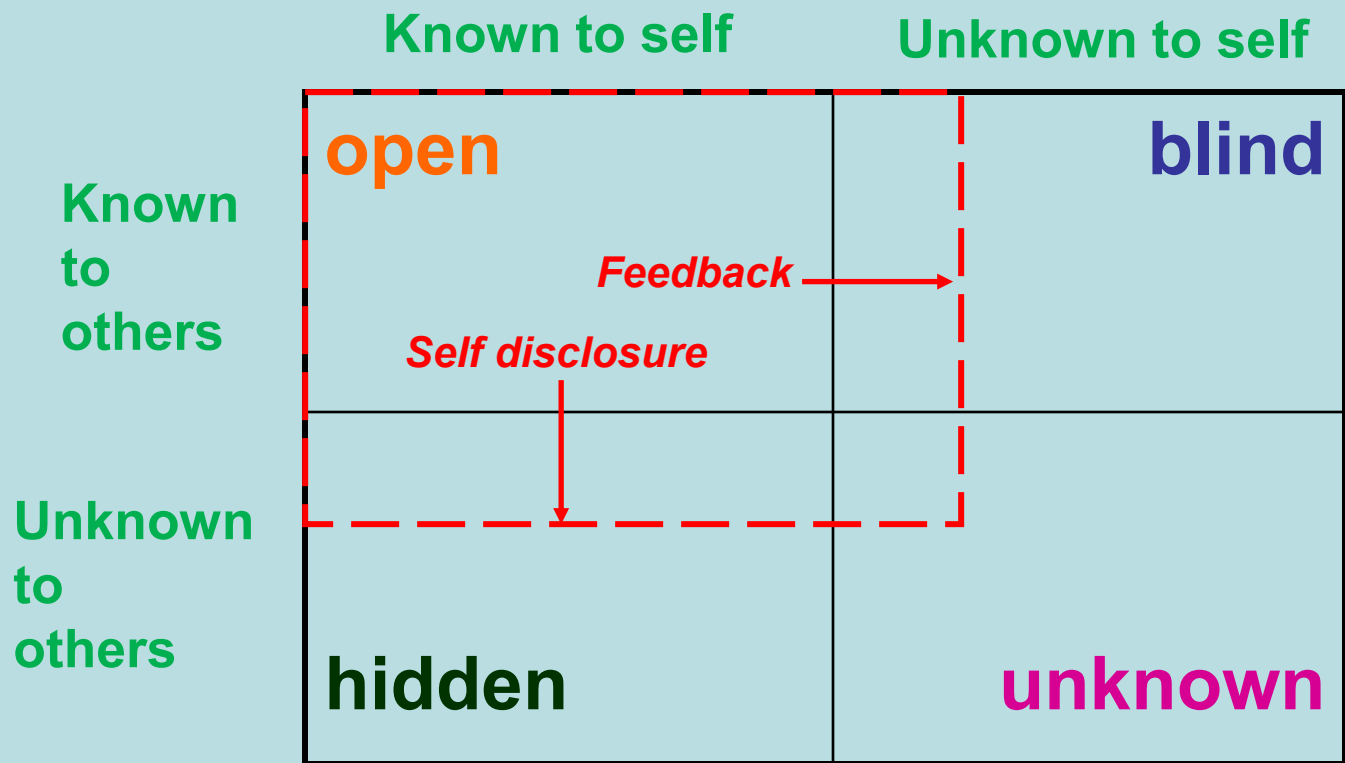 Known to self
Unknown to self
open
blind
Known
to
others
Feedback
Self disclosure
Unknown
to
others
hidden
unknown